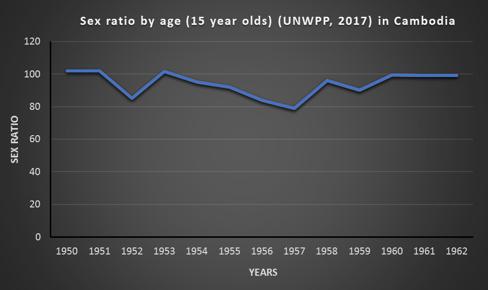 Sex ratio by age (15 year olds) (UNWPP, 2017) in Cambodia
120
100
80
60
40
20
0
SEX RATIO
1950 1951 1952 1953 1954 1955 1956 1957 1958 1959 1960 1961 1962
YEARS